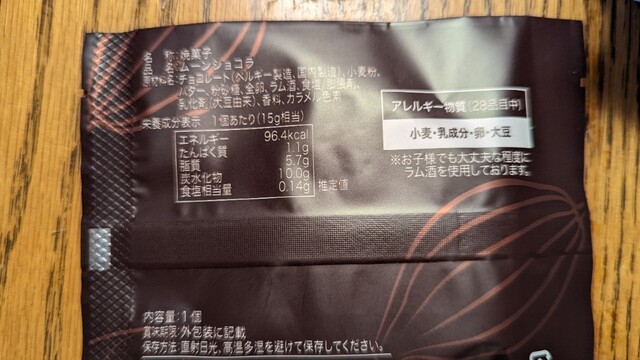 名 称:焼菓子
品 名:ムーンショコラ
原材料名:チョコレート(ベルギー製造、国内製造)、小麦粉、
バター、粉砂糖、全卵、ラム酒、食塩/膨張剤、
乳化剤(大豆由来)、香料、カラメル色素
栄養成分表示 1個あたり(15g相当)
エネルギー 96.4kcal
たんぱく質 1.1g
脂質 5.7g
炭水化物 10.0g
食塩相当量 0.14g 推定値
アレルギー物質(28品目中)
小麦・乳成分・卵・大豆
※お子様でも大丈夫な程度に
ラム酒を使用しております。
内容量:1個
賞味期限:外包装に記載
保存方法:直射日光、高温多湿を避けて保存してください。